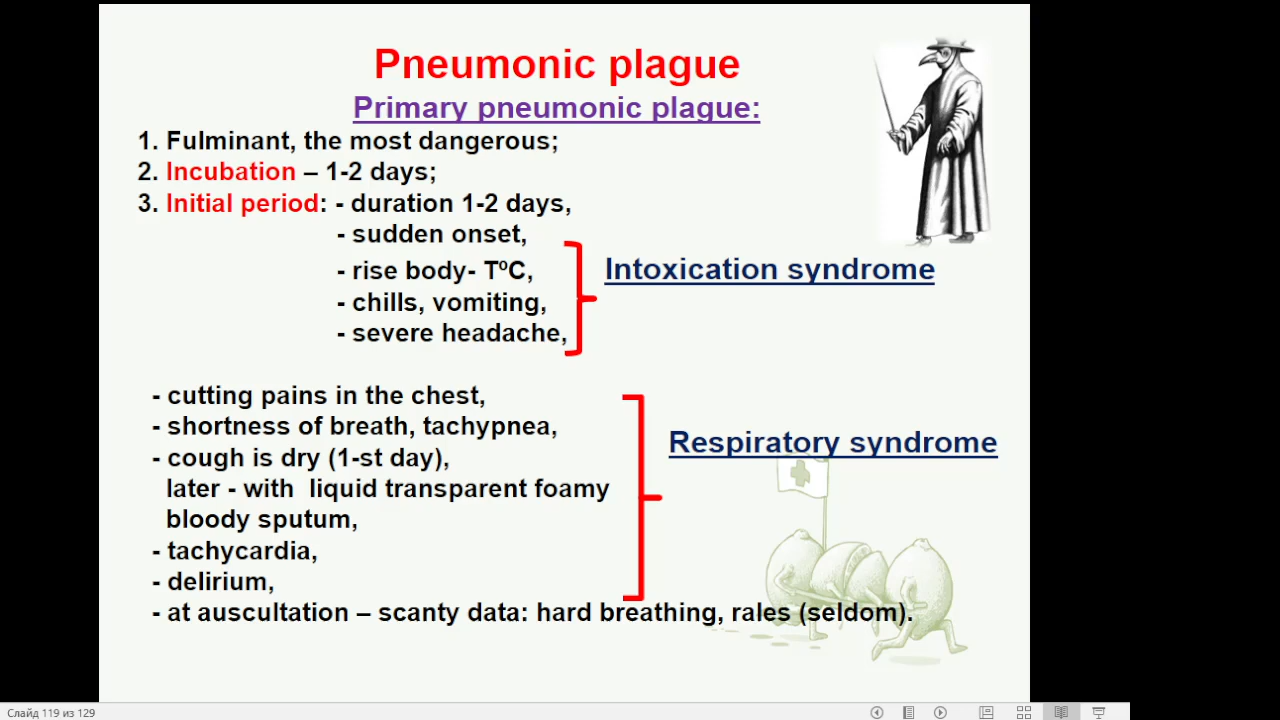 Pneumonic plague
Primary pneumonic plague:
1. Fulminant, the most dangerous;
2. Incubation – 1-2 days;
3. Initial period: - duration 1-2 days,
- sudden onset,
- rise body- TºC,
- chills, vomiting,
- severe headache,
Intoxication syndrome
- cutting pains in the chest,
- shortness of breath, tachypnea,
- cough is dry (1-st day),
later - with liquid transparent foamy
bloody sputum,
- tachycardia,
- delirium,
- at auscultation – scanty data: hard breathing, rales (seldom).
Respiratory syndrome
Слайд 119 из 129